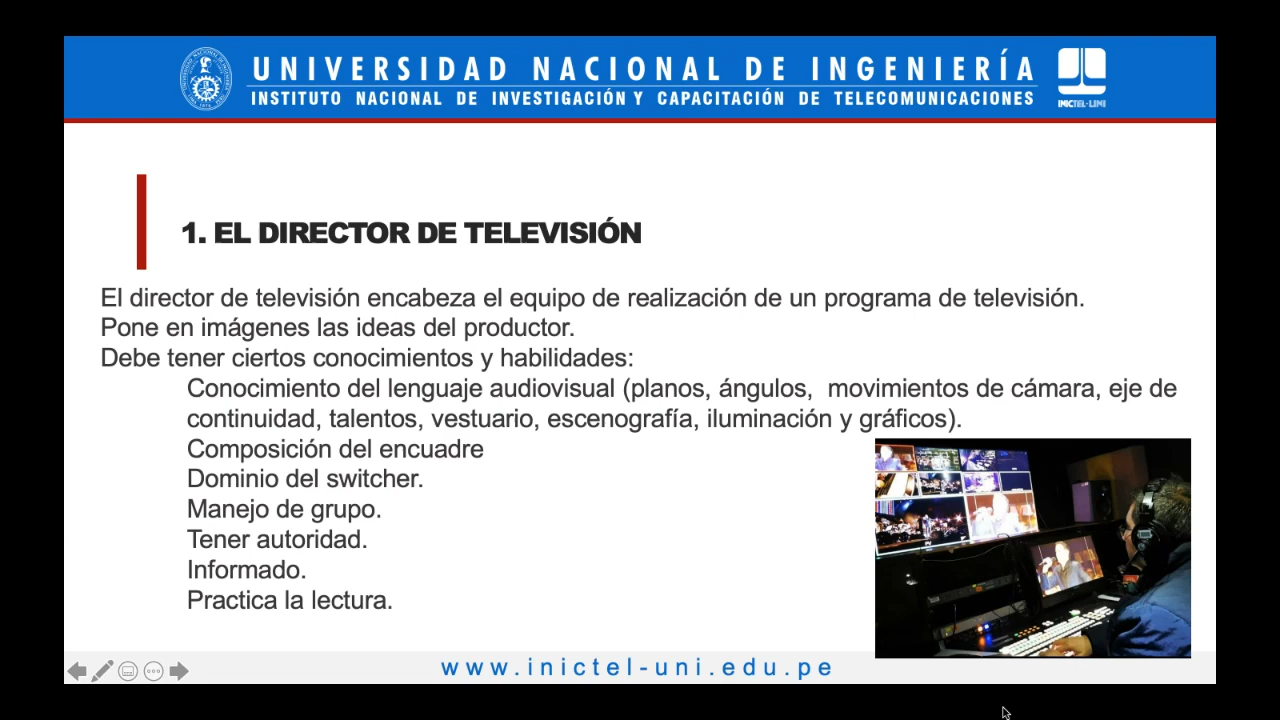 UNIVERSIDAD NACIONAL DE INGENIERÍA
INSTITUTO NACIONAL DE INVESTIGACIÓN Y CAPACITACIÓN DE TELECOMUNICACIONES
INICTEL-UNI
1. EL DIRECTOR DE TELEVISIÓN
El director de televisión encabeza el equipo de realización de un programa de televisión.
Pone en imágenes las ideas del productor.
Debe tener ciertos conocimientos y habilidades:
Conocimiento del lenguaje audiovisual (planos, ángulos,  movimientos de cámara, eje de
continuidad, talentos, vestuario, escenografía, iluminación y gráficos).
Composición del encuadre
Dominio del switcher.
Manejo de grupo.
Tener autoridad.
Informado.
Practica la lectura.
www.inictel-uni.edu.pe